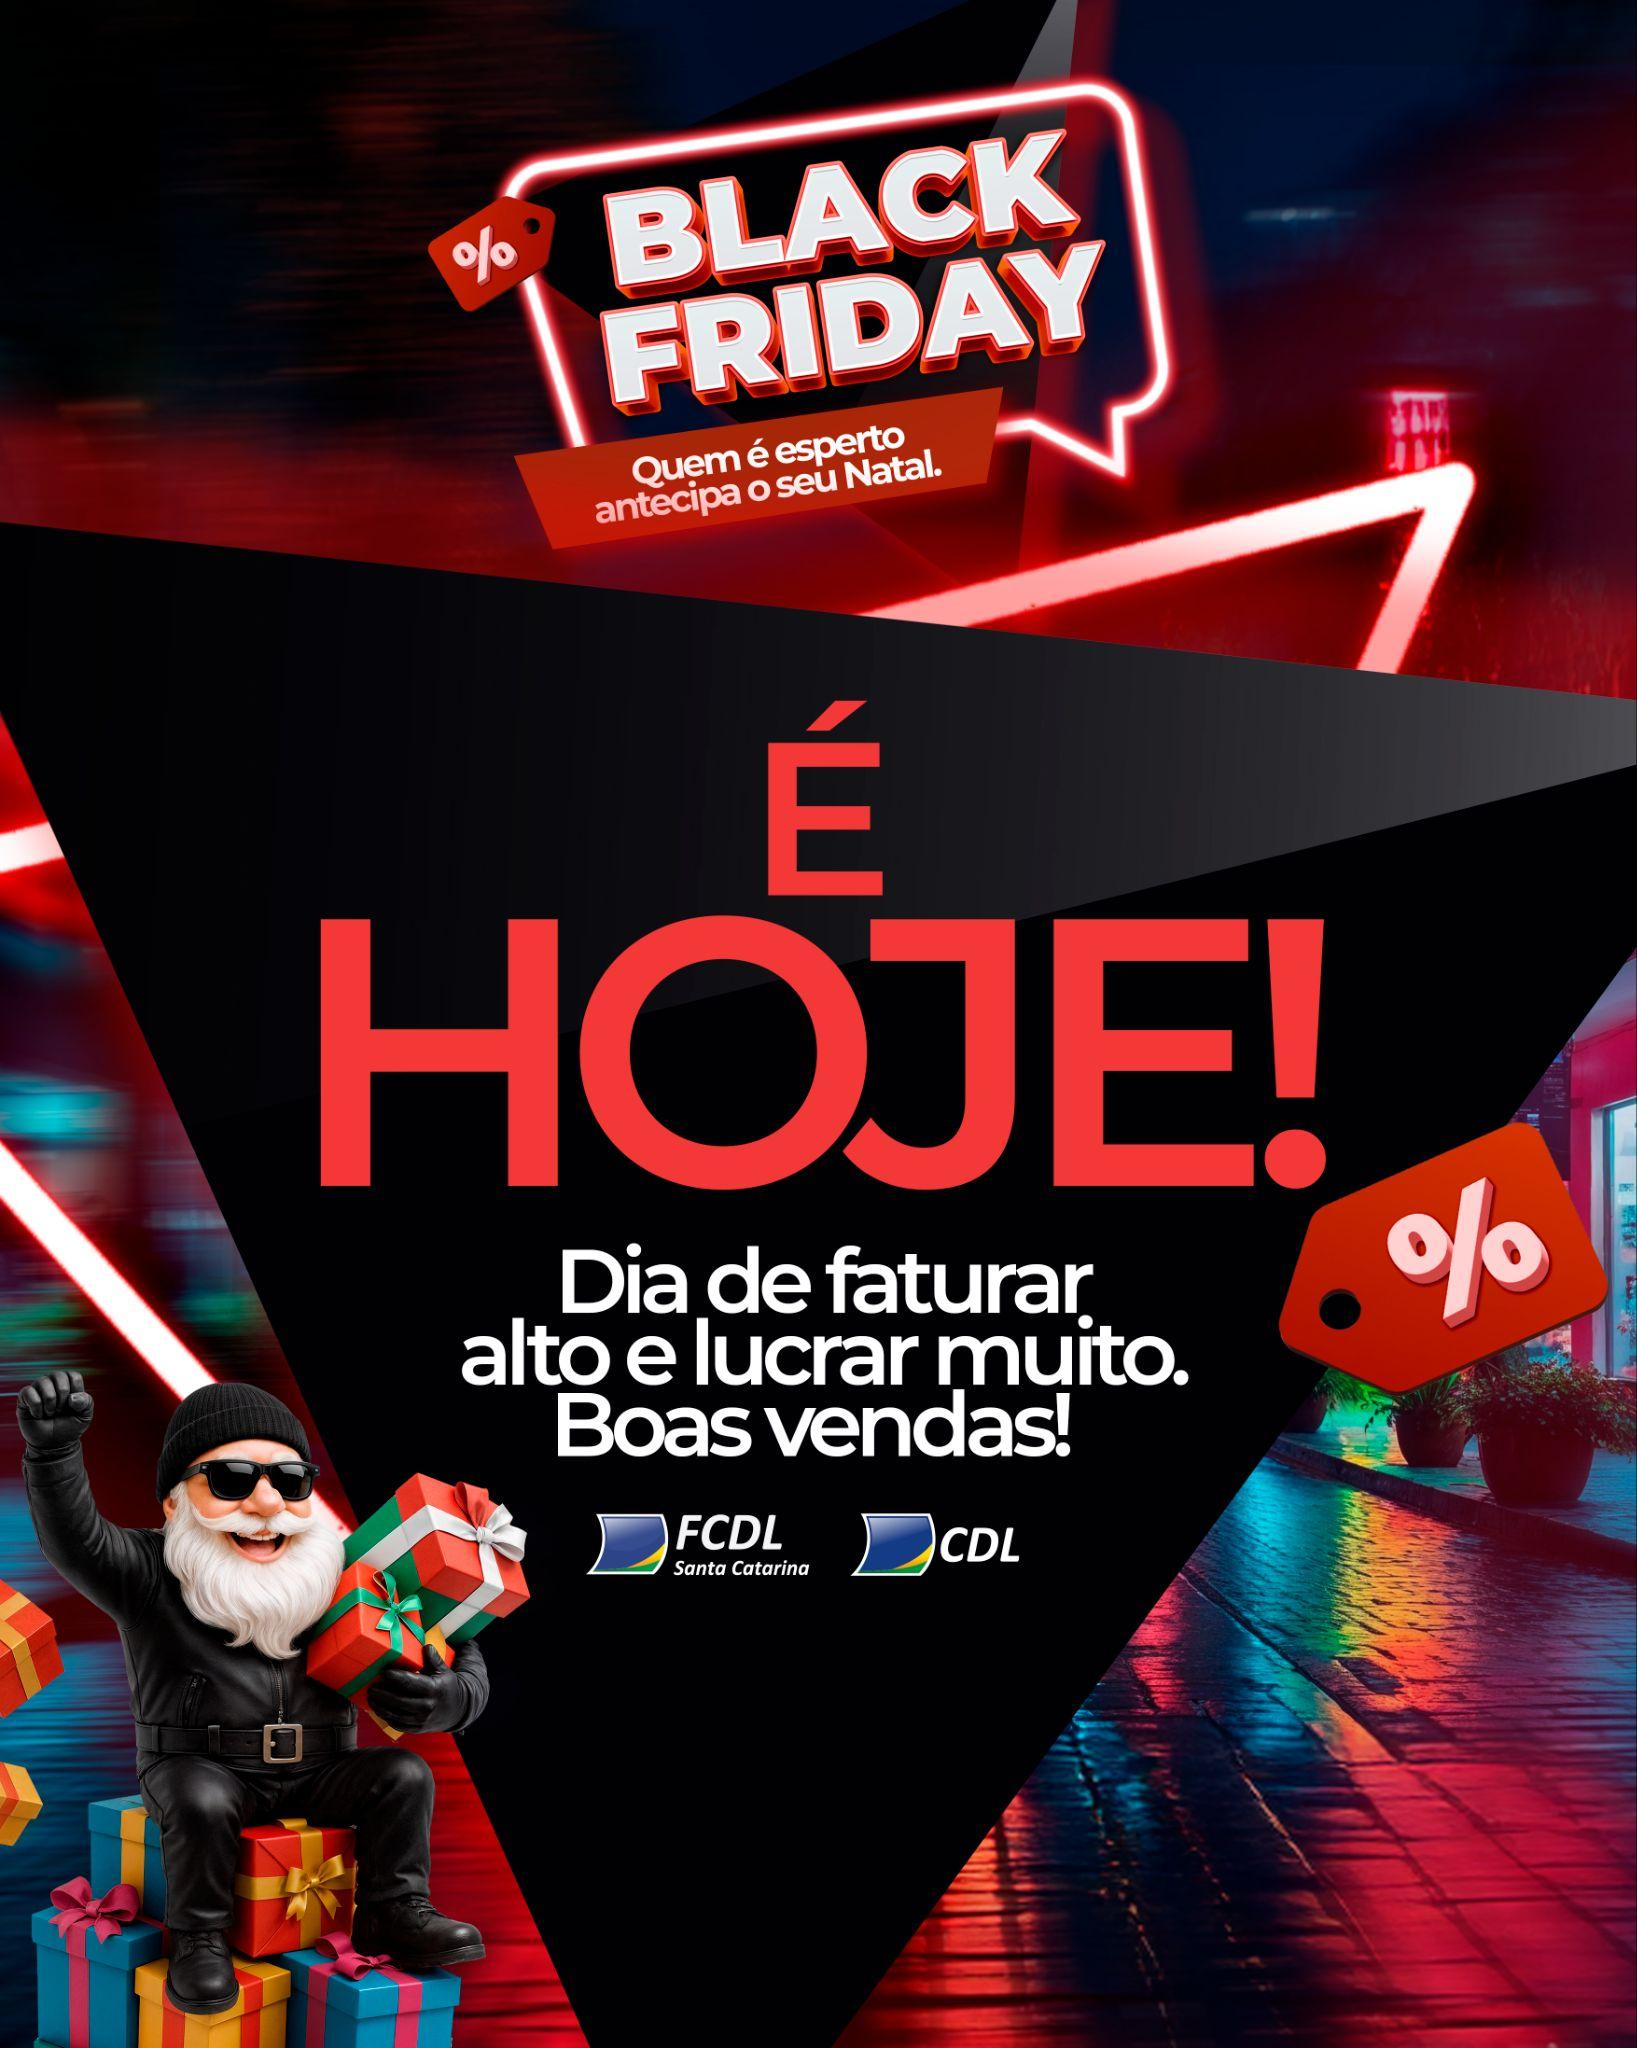 %
BLACK
FRIDAY
Quem é esperto
antecipa o seu Natal.
É
HOJE!
%
Dia de faturar
alto e lucrar muito.
Boas vendas!
FCDL
Santa Catarina
CDL